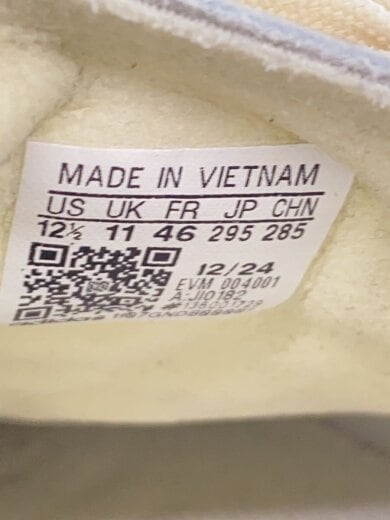 MADE IN VIETNAM
US UK FR JP CHN
12½ 11 46 295 285
12/24
EVM 004001
A:JI0182
adidas